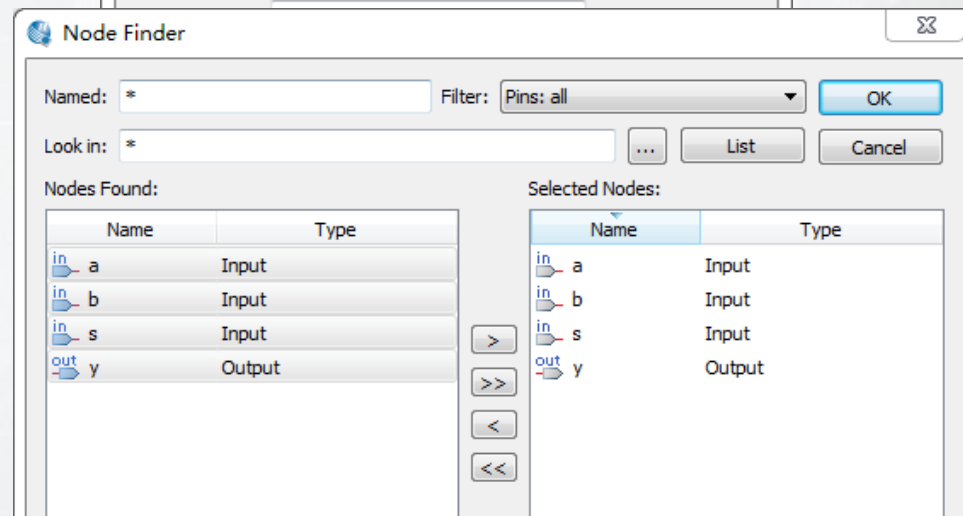 Node Finder
Named: * Filter: Pins: all OK
Look in: * ... List Cancel
Nodes Found: Selected Nodes:
Name Type Name Type
in a Input in a Input
in b Input in b Input
in s Input in s Input
out y Output out y Output
>
>>
<
<<